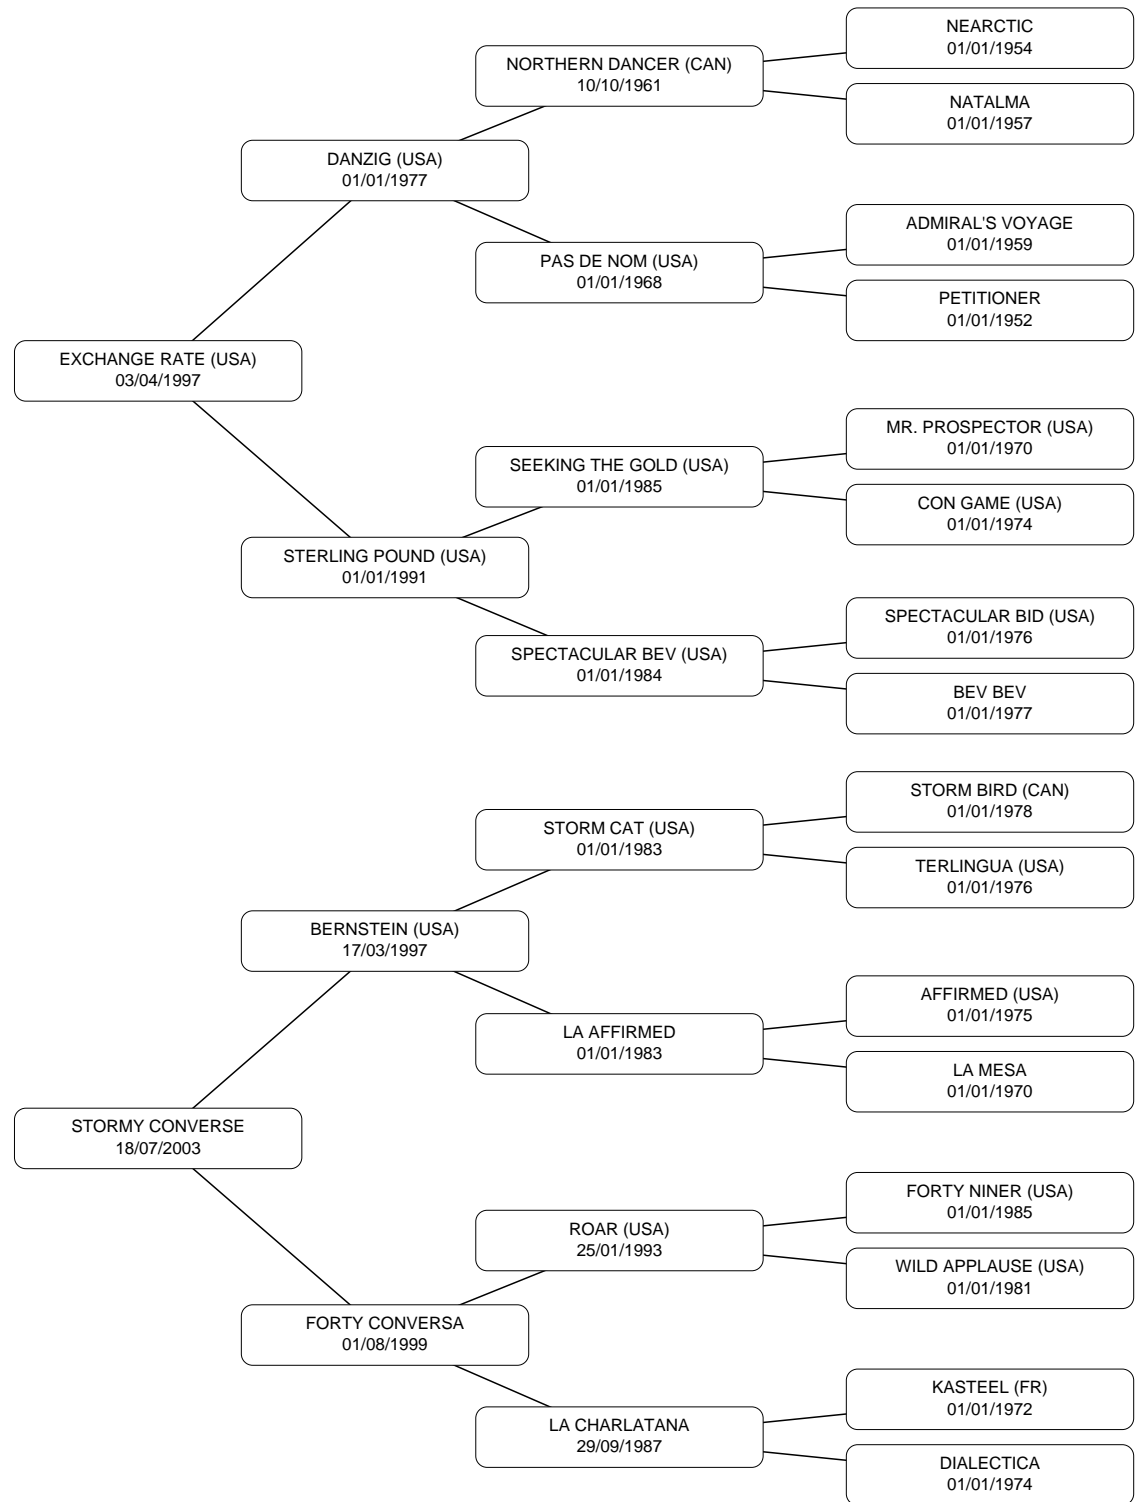 NEARCTIC
01/01/1954
NORTHERN DANCER (CAN)
10/10/1961
NATALMA
01/01/1957
DANZIG (USA)
01/01/1977
ADMIRAL'S VOYAGE
01/01/1959
PAS DE NOM (USA)
01/01/1968
PETITIONER
01/01/1952
EXCHANGE RATE (USA)
03/04/1997
MR. PROSPECTOR (USA)
01/01/1970
SEEKING THE GOLD (USA)
01/01/1985
CON GAME (USA)
01/01/1974
STERLING POUND (USA)
01/01/1991
SPECTACULAR BID (USA)
01/01/1976
SPECTACULAR BEV (USA)
01/01/1984
BEV BEV
01/01/1977
STORM BIRD (CAN)
01/01/1978
STORM CAT (USA)
01/01/1983
TERLINGUA (USA)
01/01/1976
BERNSTEIN (USA)
17/03/1997
AFFIRMED (USA)
01/01/1975
LA AFFIRMED
01/01/1983
LA MESA
01/01/1970
STORMY CONVERSE
18/07/2003
FORTY NINER (USA)
01/01/1985
ROAR (USA)
25/01/1993
WILD APPLAUSE (USA)
01/01/1981
FORTY CONVERSA
01/08/1999
KASTEEL (FR)
01/01/1972
LA CHARLATANA
29/09/1987
DIALECTICA
01/01/1974